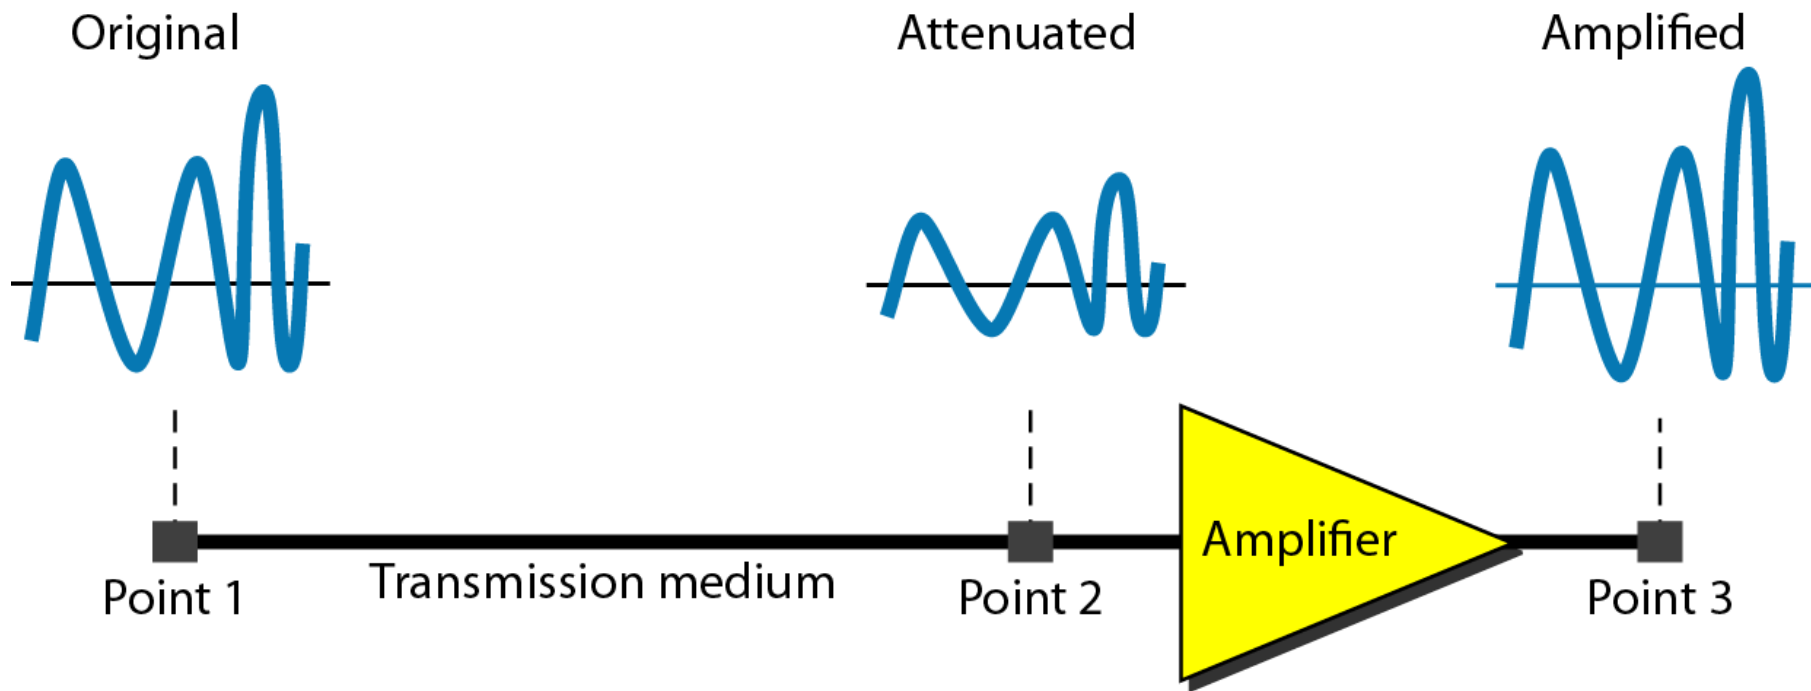 Original
Attenuated
Amplified
Amplifier
Transmission medium
Point 1
Point 2
Point 3